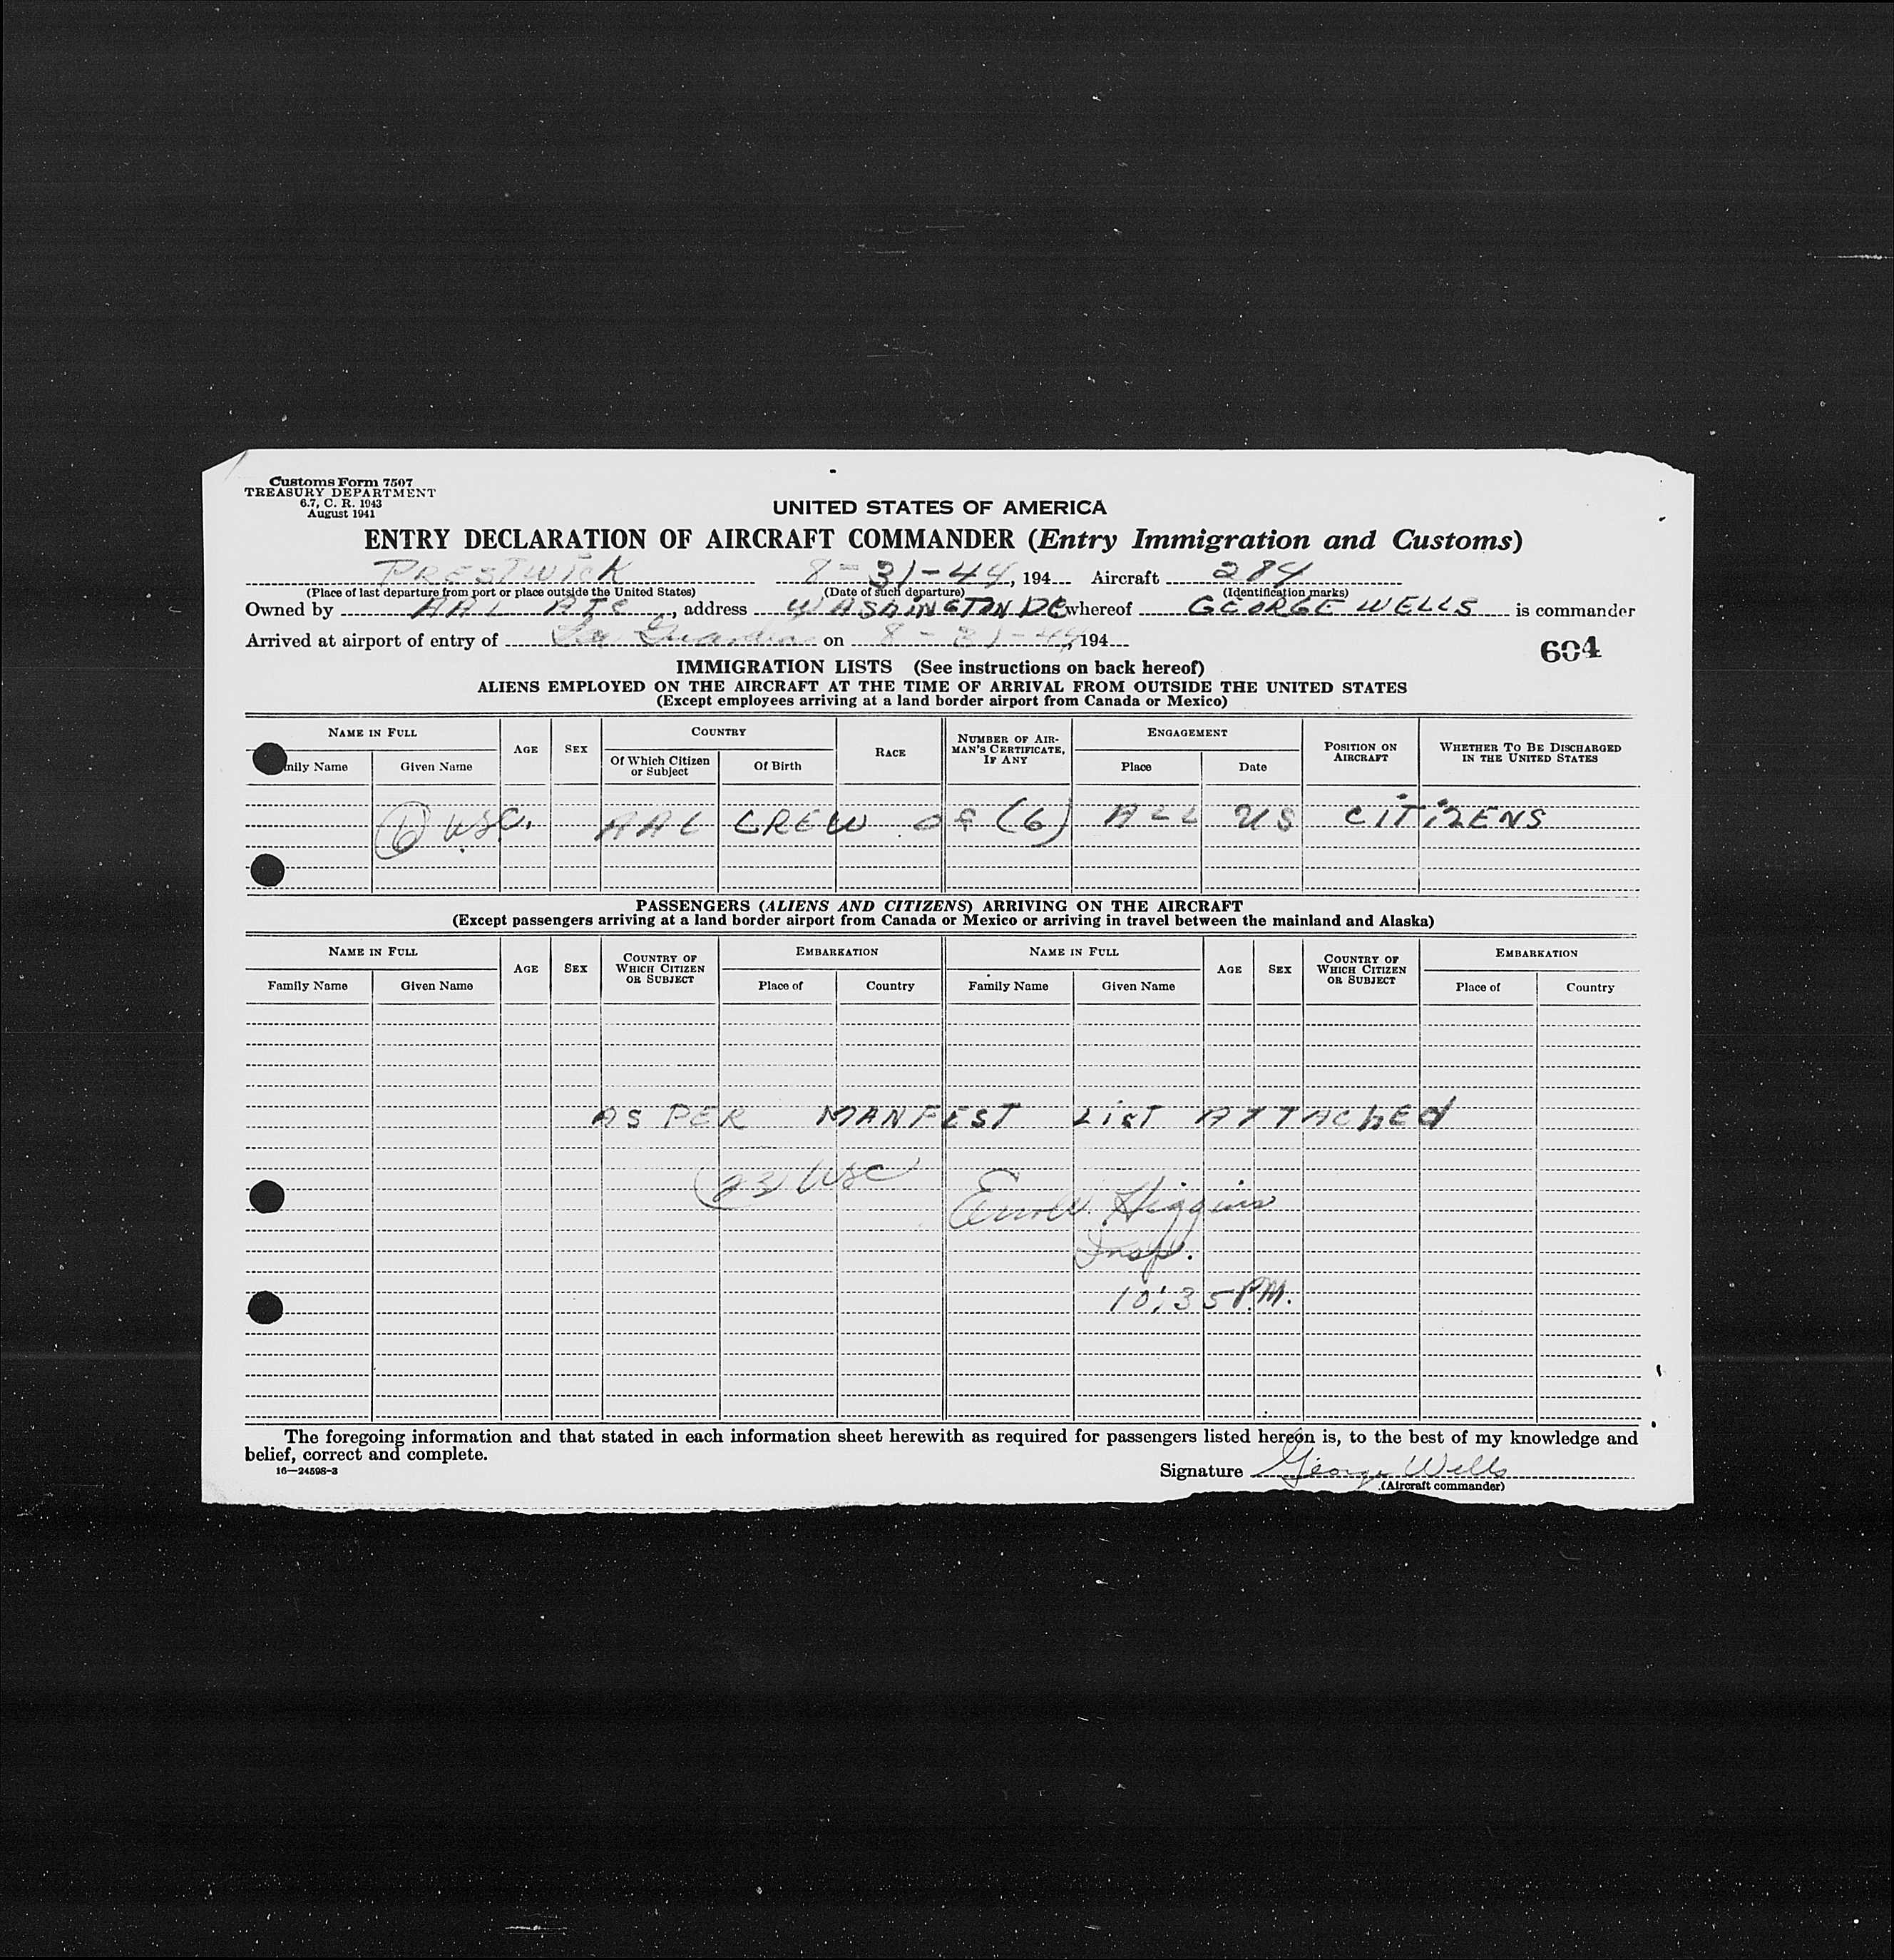 Customs Form 7507
TREASURY DEPARTMENT
6.7, C. R. 1943
August 1941
UNITED STATES OF AMERICA
ENTRY DECLARATION OF AIRCRAFT COMMANDER (Entry Immigration and Customs)
PRESTWICK 8-31-44, 194 Aircraft 284
(Place of last departure from port or place outside the United States) (Date of such departure) (Identification marks)
Owned by AAL ATC, address WASHINGTON DC whereof GEORGE WELLS is commander
Arrived at airport of entry of La Guardia on 8-31-44, 194
604
IMMIGRATION LISTS (See instructions on back hereof)
ALIENS EMPLOYED ON THE AIRCRAFT AT THE TIME OF ARRIVAL FROM OUTSIDE THE UNITED STATES
(Except employees arriving at a land border airport from Canada or Mexico)
NAME IN FULL AGE SEX COUNTRY RACE NUMBER OF AIRMAN'S CERTIFICATE, IF ANY ENGAGEMENT POSITION ON AIRCRAFT WHETHER TO BE DISCHARGED IN THE UNITED STATES
mily Name Given Name Of Which Citizen or Subject Of Birth Place Date
(6) USC. AAL CREW OF (6) ALL US CITIZENS
PASSENGERS (ALIENS AND CITIZENS) ARRIVING ON THE AIRCRAFT
(Except passengers arriving at a land border airport from Canada or Mexico or arriving in travel between the mainland and Alaska)
NAME IN FULL AGE SEX COUNTRY OF WHICH CITIZEN OR SUBJECT EMBARKATION NAME IN FULL AGE SEX COUNTRY OF WHICH CITIZEN OR SUBJECT EMBARKATION
Family Name Given Name Place of Country Family Name Given Name Place of Country
AS PER MANFEST LIST ATTACHED
23 USC
Higgins
Insp.
10:35 P.M.
The foregoing information and that stated in each information sheet herewith as required for passengers listed hereon is, to the best of my knowledge and
belief, correct and complete.
16—24598-3
Signature George Wells
(Aircraft commander)